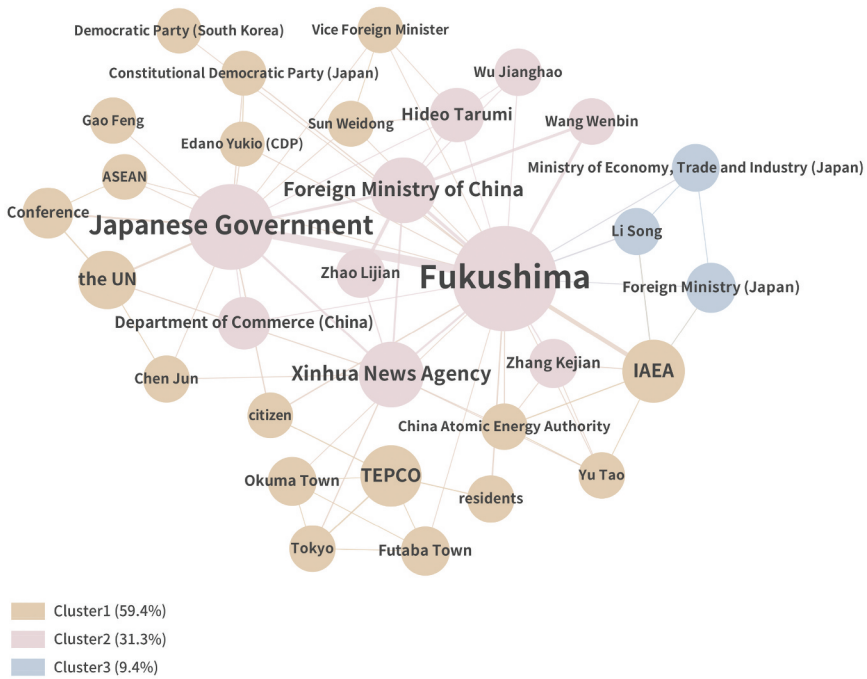 Democratic Party (South Korea)
Vice Foreign Minister
Constitutional Democratic Party (Japan)
Wu Jianghao
Hideo Tarumi
Gao Feng
Sun Weidong
Wang Wenbin
Edano Yukio (CDP)
Ministry of Economy, Trade and Industry (Japan)
ASEAN
Foreign Ministry of China
Conference
Japanese Government
Li Song
Zhao Lijian
Fukushima
the UN
Foreign Ministry (Japan)
Department of Commerce (China)
Zhang Kejian
IAEA
Xinhua News Agency
Chen Jun
citizen
China Atomic Energy Authority
TEPCO
Yu Tao
Okuma Town
residents
Tokyo
Futaba Town
Cluster1 (59.4%)
Cluster2 (31.3%)
Cluster3 (9.4%)